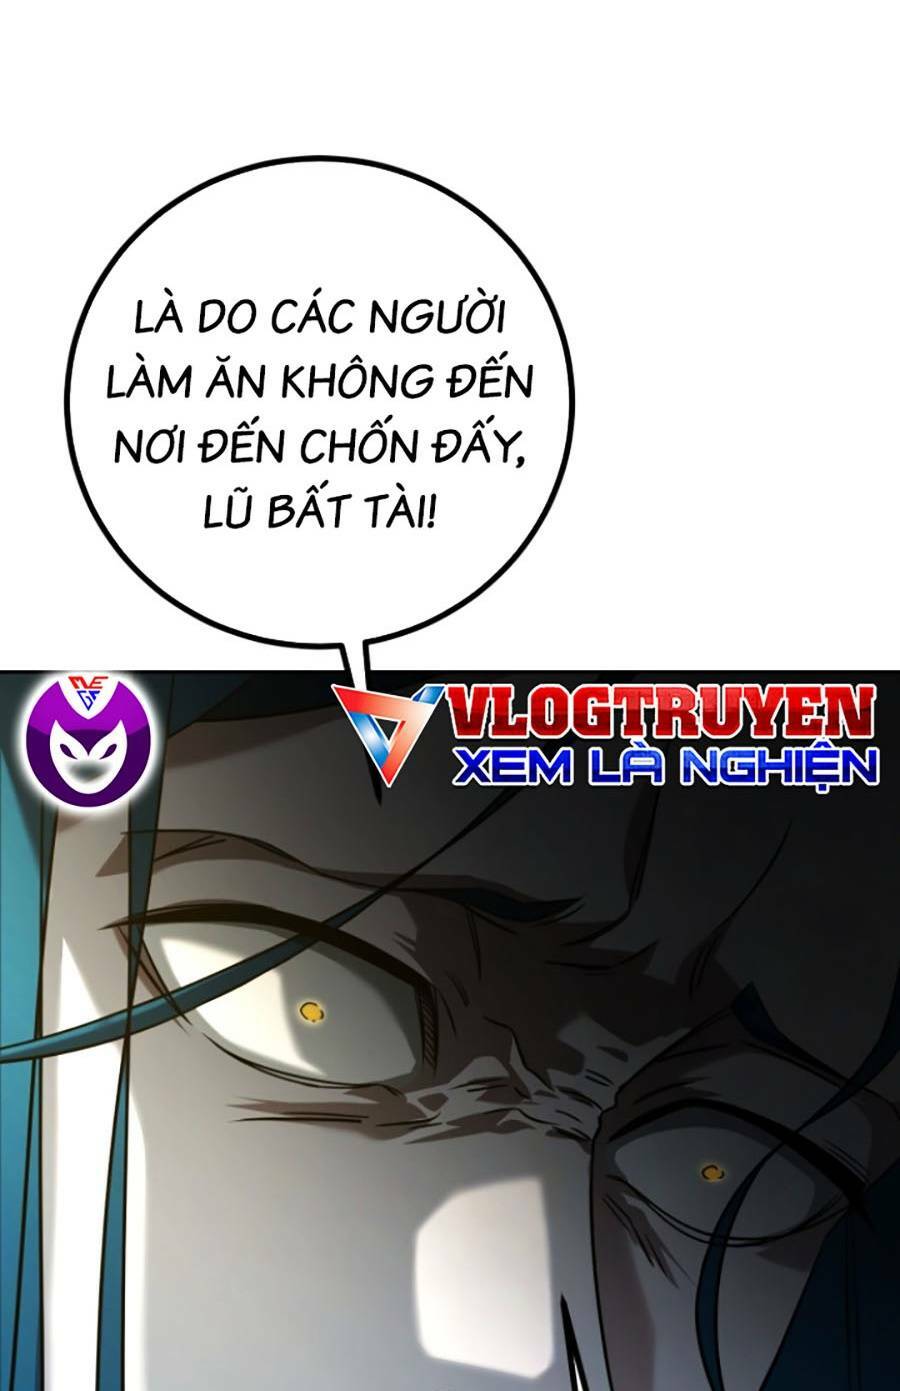 LÀ DO CÁC NGƯỜI
LÀM ĂN KHÔNG ĐẾN
NƠI ĐẾN CHỐN ĐẤY,
LŨ BẤT TÀI!
VLOGTRUYEN
XEM LÀ NGHIỆN